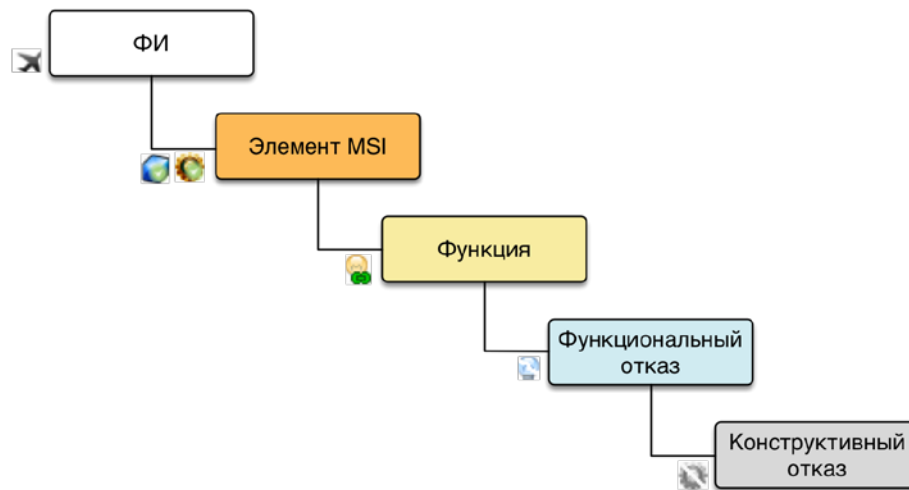 ФИ
Элемент MSI
Функция
Функциональный
отказ
Конструктивный
отказ